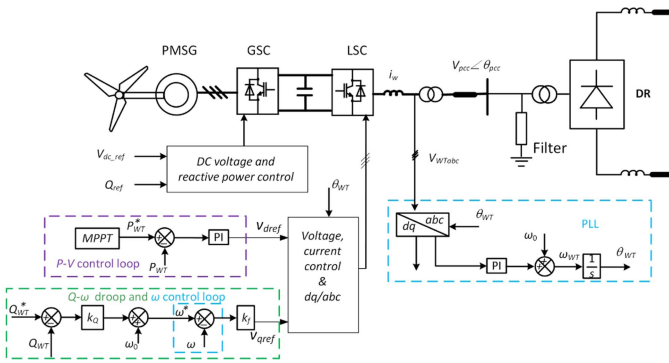 PMSG
GSC
LSC
i_w
V_pcc∠θ_pcc
DR
Filter
V_dc_ref
Q_ref
DC voltage and
reactive power control
V_WTabc
θ_WT
dq
abc
θ_WT
PLL
ω_0
PI
ω_WT
1
s
θ_WT
MPPT
P*_WT
P_WT
PI
v_dref
P-V control loop
Voltage,
current
control
&
dq/abc
Q-ω droop and ω control loop
Q*_WT
Q_WT
k_Q
ω_0
ω*
ω
k_f
v_qref